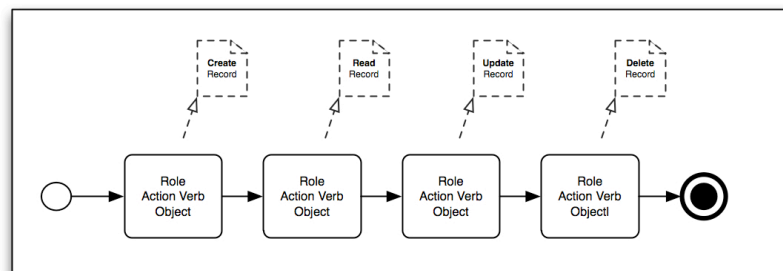 Create
Record
Read
Record
Update
Record
Delete
Record
Role
Action Verb
Object
Role
Action Verb
Object
Role
Action Verb
Object
Role
Action Verb
Objectl